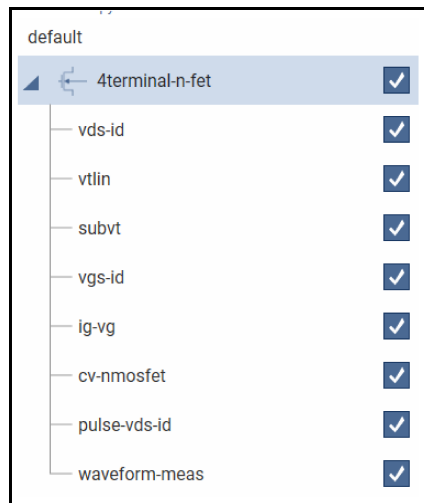 default
4terminal-n-fet
vds-id
vtlin
subvt
vgs-id
ig-vg
cv-nmosfet
pulse-vds-id
waveform-meas